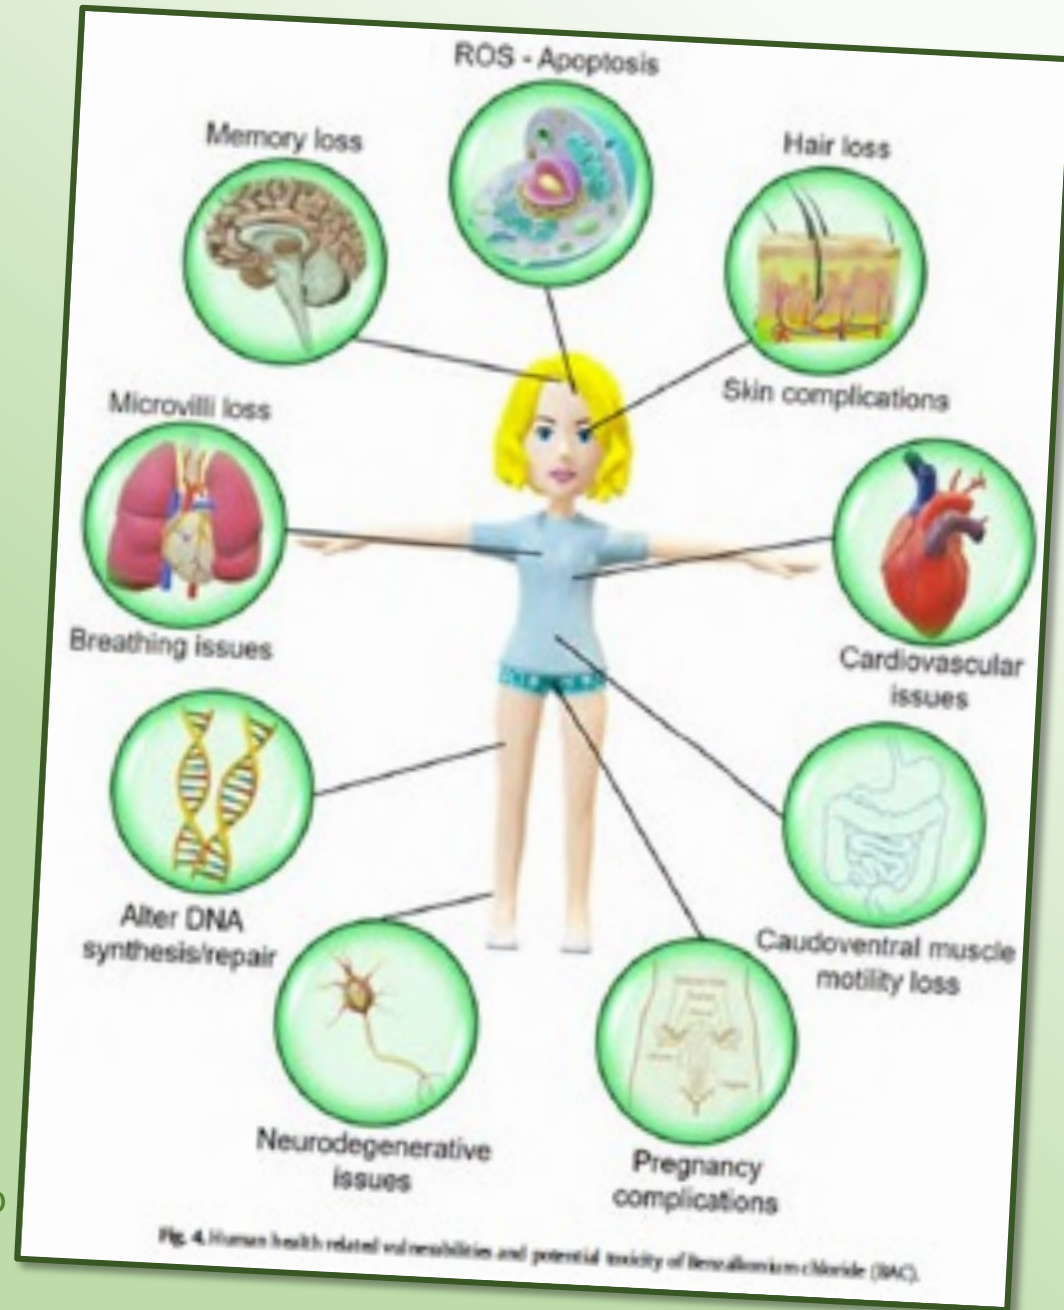 ROS - Apoptosis
Memory loss
Hair loss
Skin complications
Microvilli loss
Breathing issues
Cardiovascular
issues
Alter DNA
synthesis/repair
Caudoventral muscle
motility loss
Neurodegenerative
issues
Pregnancy
complications
Fig. 4. Human health related vulnerabilities and potential toxicity of Benzalkonium chloride (BAC).